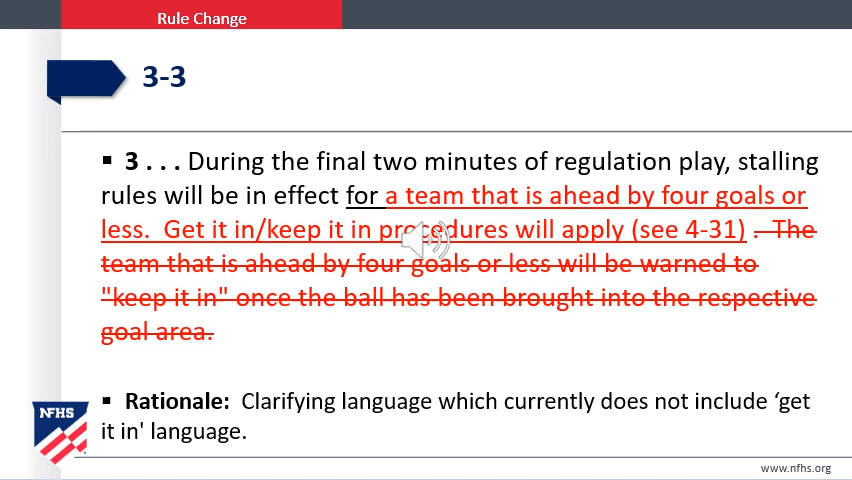 Rule Change
3-3
▪ 3 . . . During the final two minutes of regulation play, stalling
rules will be in effect for a team that is ahead by four goals or
less.  Get it in/keep it in procedures will apply (see 4-31) .  The
team that is ahead by four goals or less will be warned to
"keep it in" once the ball has been brought into the respective
goal area.
▪ Rationale:  Clarifying language which currently does not include ‘get
it in' language.
NFHS
www.nfhs.org